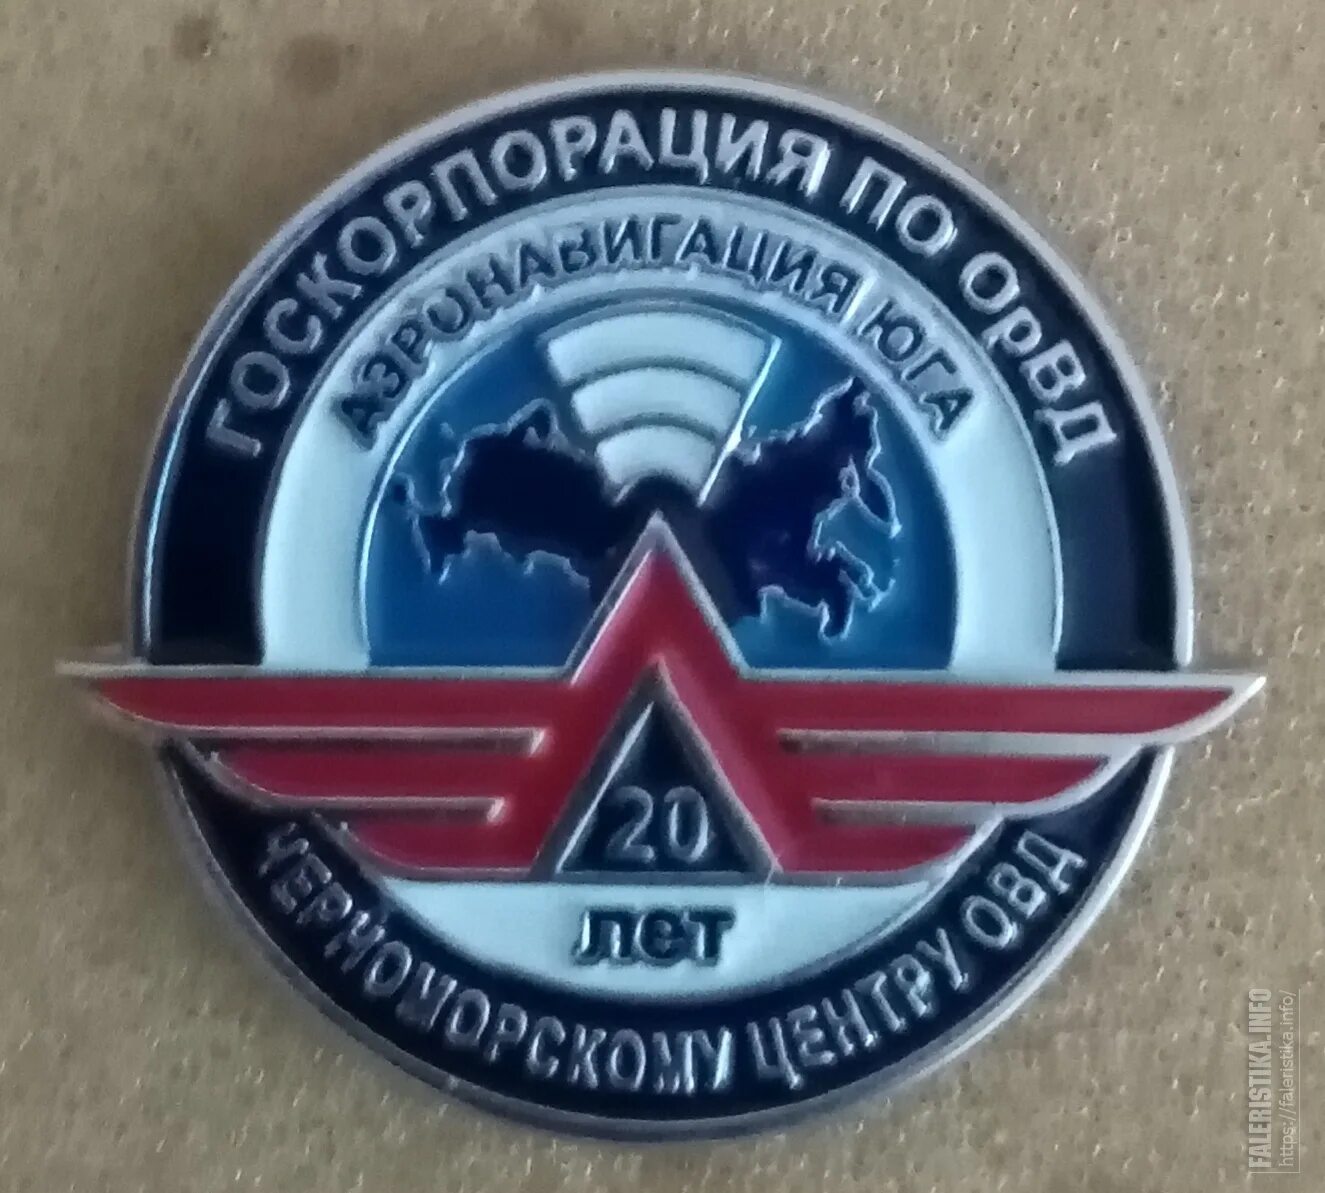 ГОСКОРПОРАЦИЯ ПО ОрВД
АЭРОНАВИГАЦИЯ ЮГА
20
лет
ЧЕРНОМОРСКОМУ ЦЕНТРУ ОВД
FALERISTIKA.INFO
https://faleristika.info/